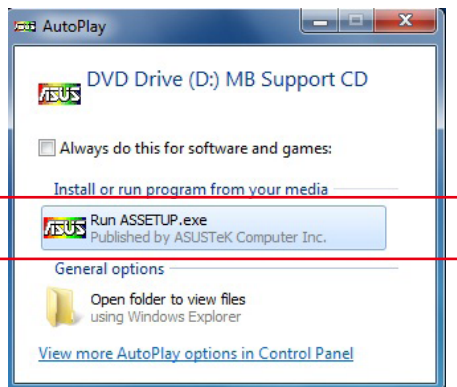 AutoPlay
DVD Drive (D:) MB Support CD
ASUS
Always do this for software and games:
Install or run program from your media
ASUS
Run ASSETUP.exe
Published by ASUSTeK Computer Inc.
General options
Open folder to view files
using Windows Explorer
View more AutoPlay options in Control Panel